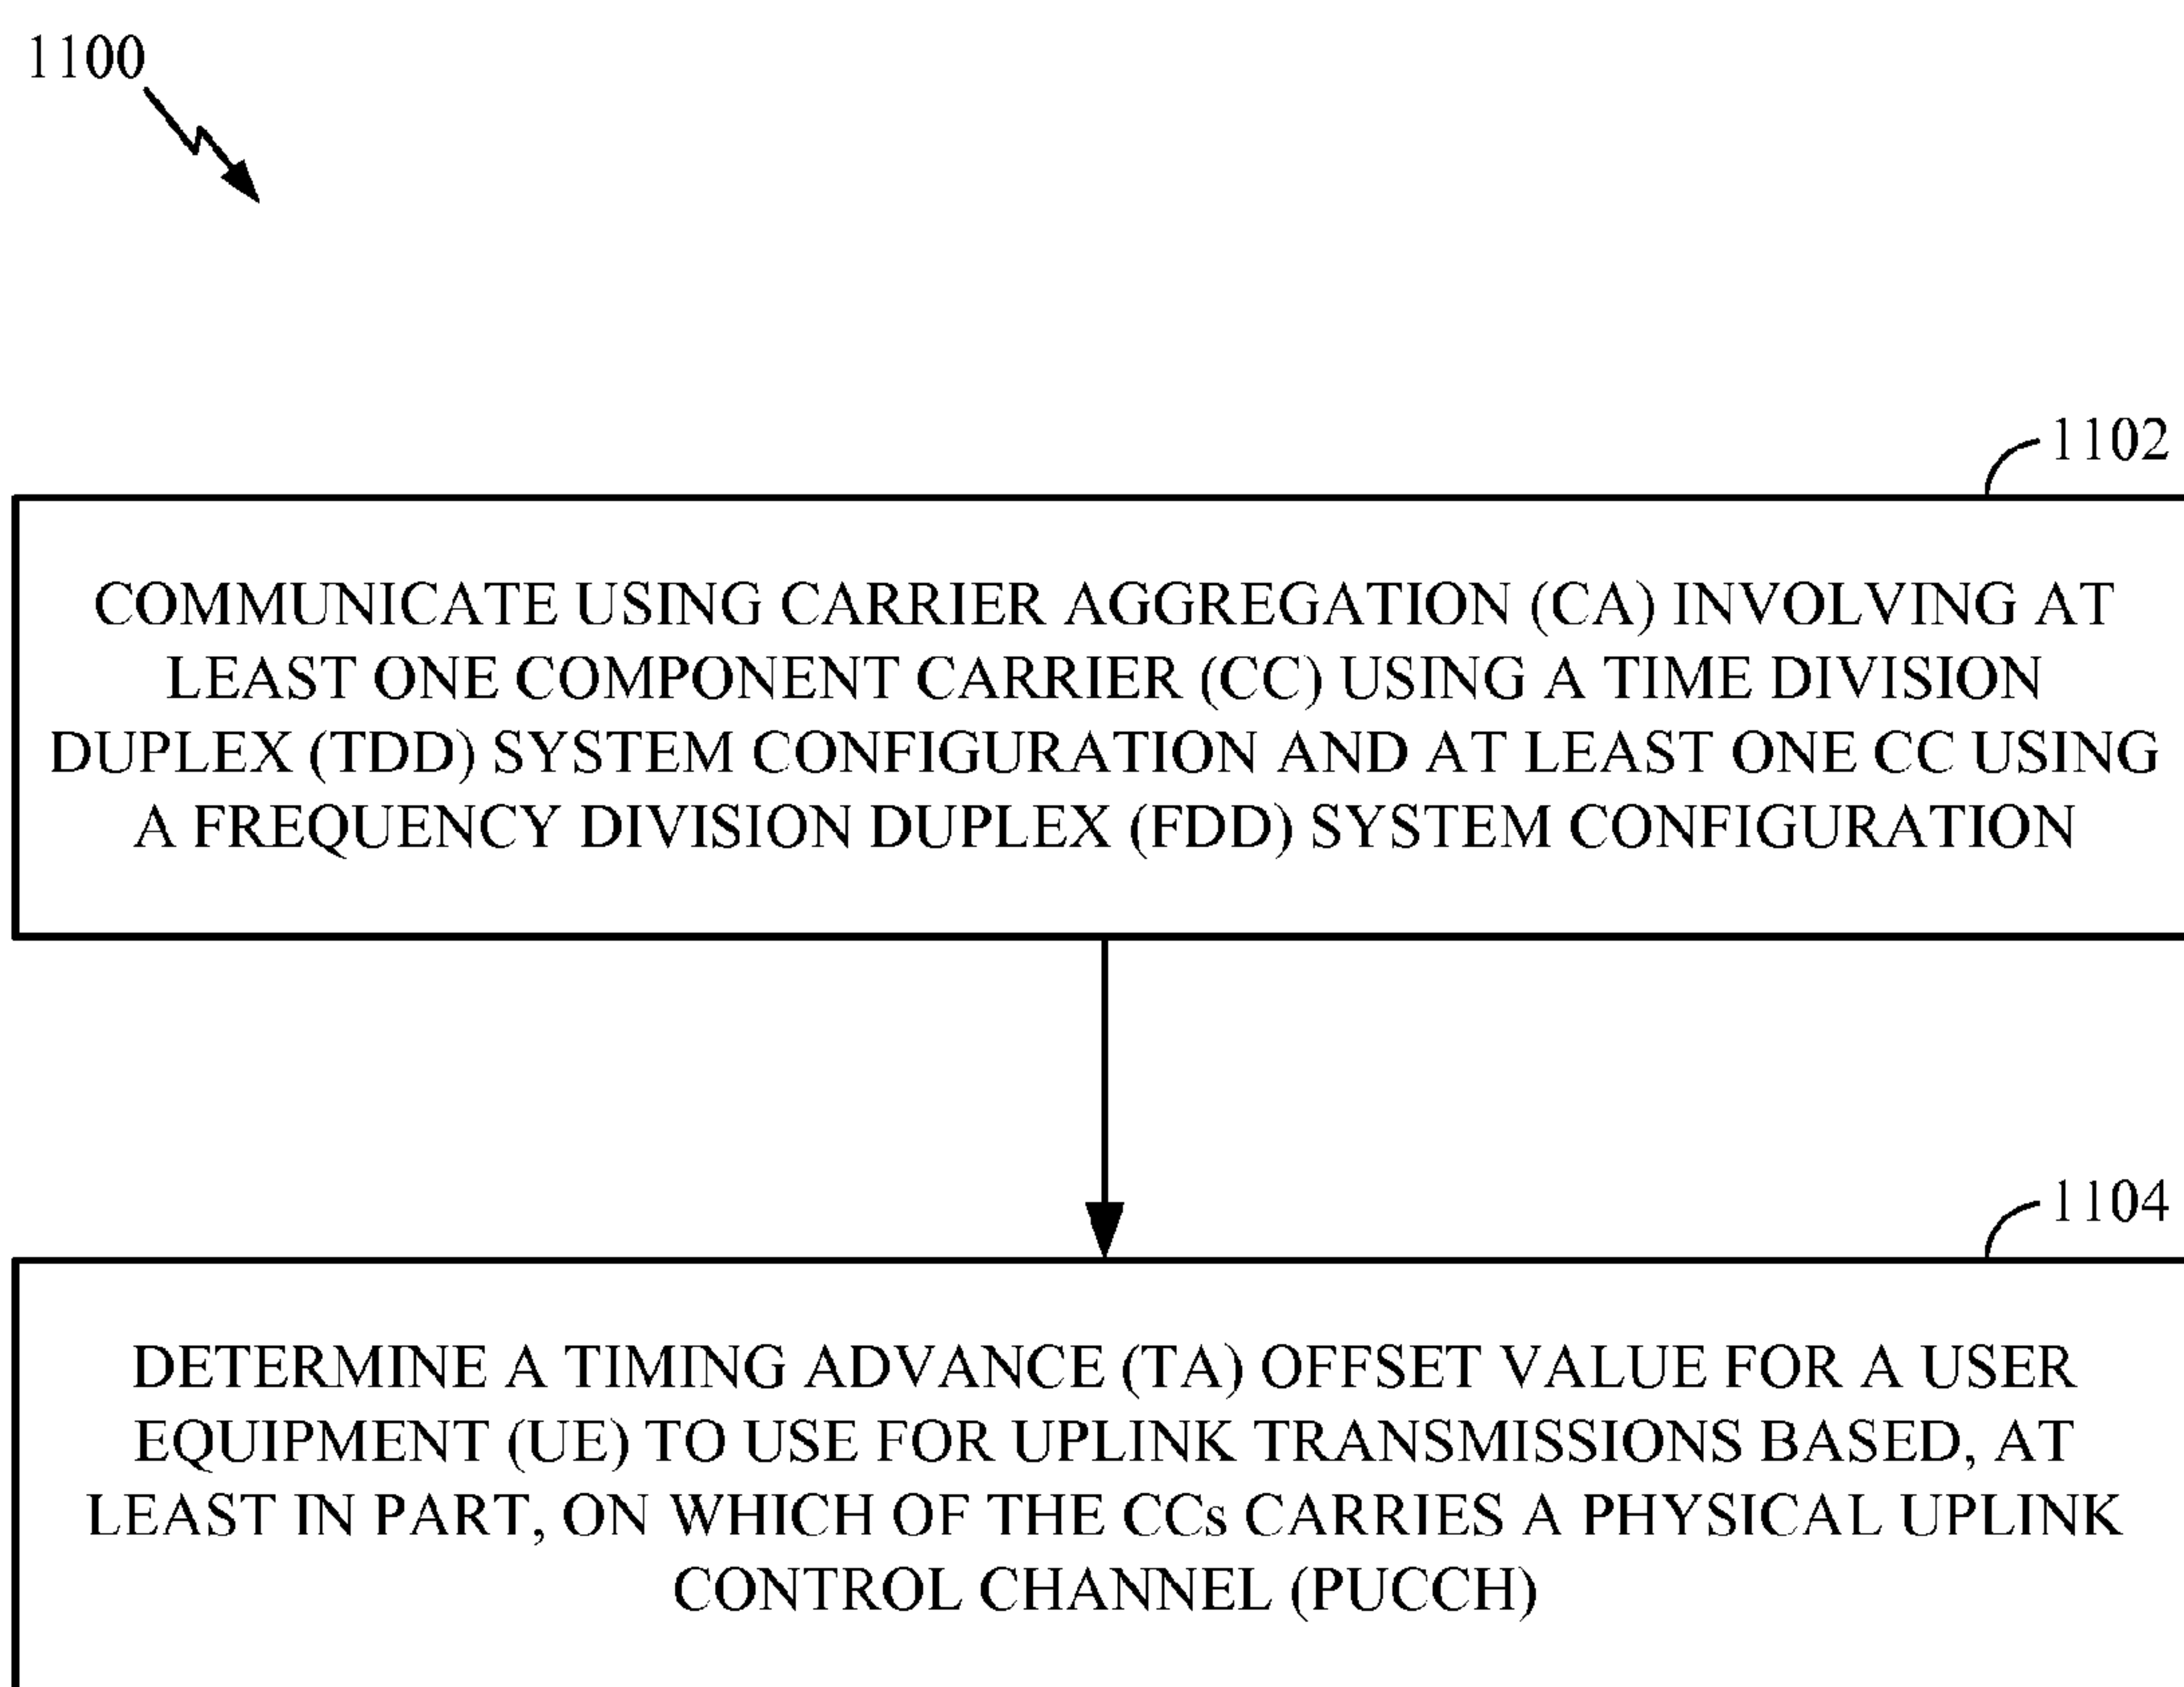 1100
1102
COMMUNICATE USING CARRIER AGGREGATION (CA) INVOLVING AT
LEAST ONE COMPONENT CARRIER (CC) USING A TIME DIVISION
DUPLEX (TDD) SYSTEM CONFIGURATION AND AT LEAST ONE CC USING
A FREQUENCY DIVISION DUPLEX (FDD) SYSTEM CONFIGURATION
1104
DETERMINE A TIMING ADVANCE (TA) OFFSET VALUE FOR A USER
EQUIPMENT (UE) TO USE FOR UPLINK TRANSMISSIONS BASED, AT
LEAST IN PART, ON WHICH OF THE CCs CARRIES A PHYSICAL UPLINK
CONTROL CHANNEL (PUCCH)